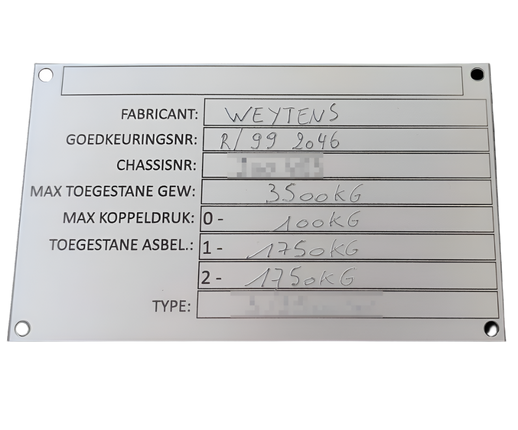 FABRICANT: WEYTENS
GOEDKEURINGSNR: R/99 2046
CHASSISNR:
MAX TOEGESTANE GEW: 3500KG
MAX KOPPELDRUK: 0- 100KG
TOEGESTANE ASBEL.: 1- 1750KG
2- 1750KG
TYPE: